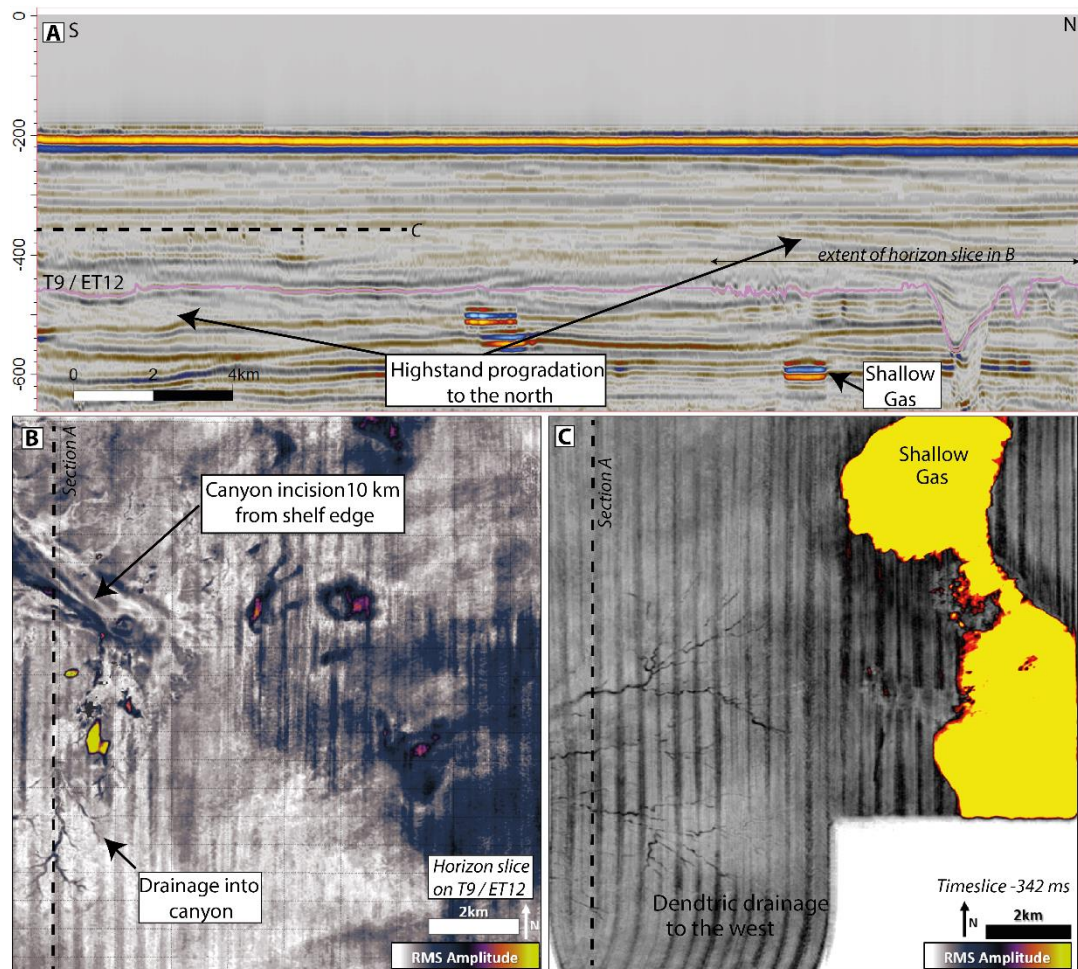 A
S
N
0
-200
-400
-600
C
extent of horizon slice in B
T9 / ET12
Highstand progradation
to the north
Shallow
Gas
0
2
4km
B
Section A
Canyon incision10 km
from shelf edge
Drainage into
canyon
Horizon slice
on T9 / ET12
2km
N
RMS Amplitude
C
Section A
Shallow
Gas
Dendtric drainage
to the west
Timeslice -342 ms
N
2km
RMS Amplitude